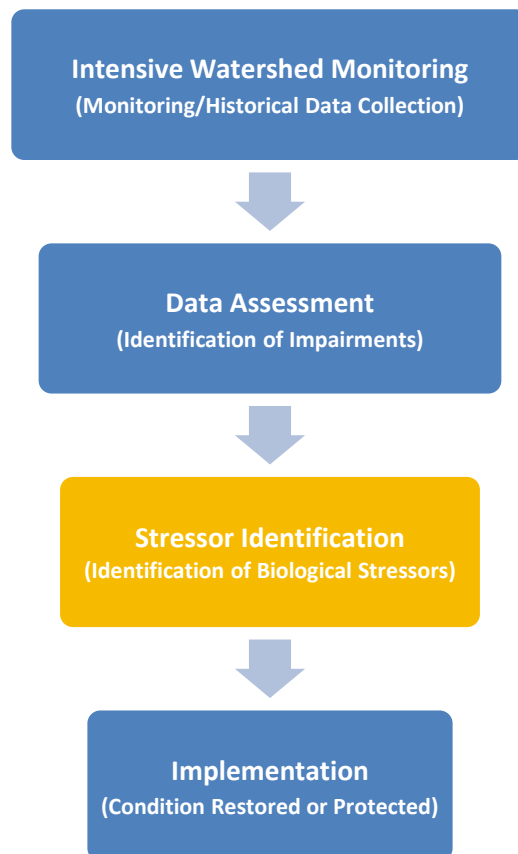 Intensive Watershed Monitoring
(Monitoring/Historical Data Collection)
Data Assessment
(Identification of Impairments)
Stressor Identification
(Identification of Biological Stressors)
Implementation
(Condition Restored or Protected)